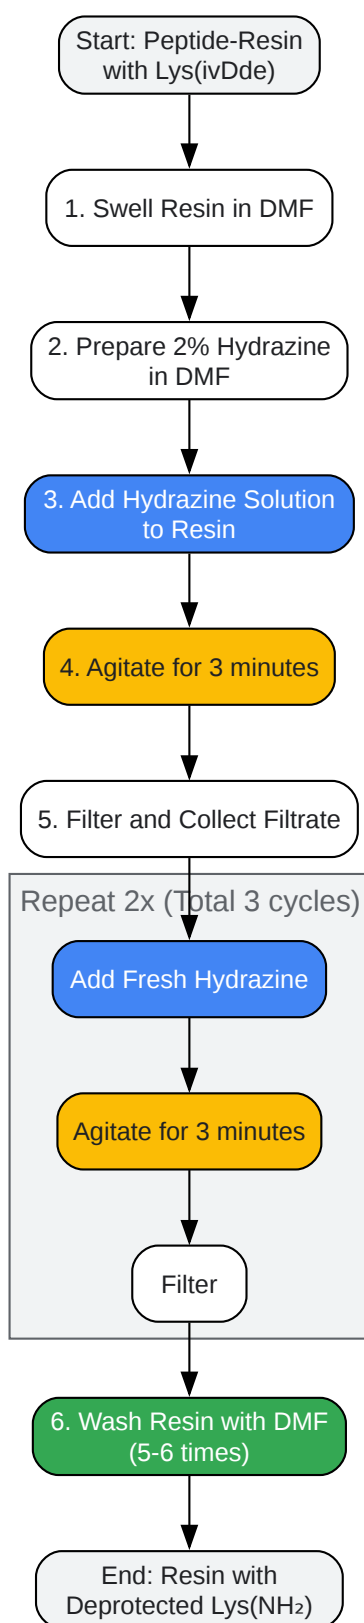 Start: Peptide-Resin
with Lys(ivDde)
1. Swell Resin in DMF
2. Prepare 2% Hydrazine
in DMF
3. Add Hydrazine Solution
to Resin
4. Agitate for 3 minutes
5. Filter and Collect Filtrate
Repeat 2x (Total 3 cycles)
Add Fresh Hydrazine
Agitate for 3 minutes
Filter
6. Wash Resin with DMF
(5-6 times)
End: Resin with
Deprotected Lys(NH₂)